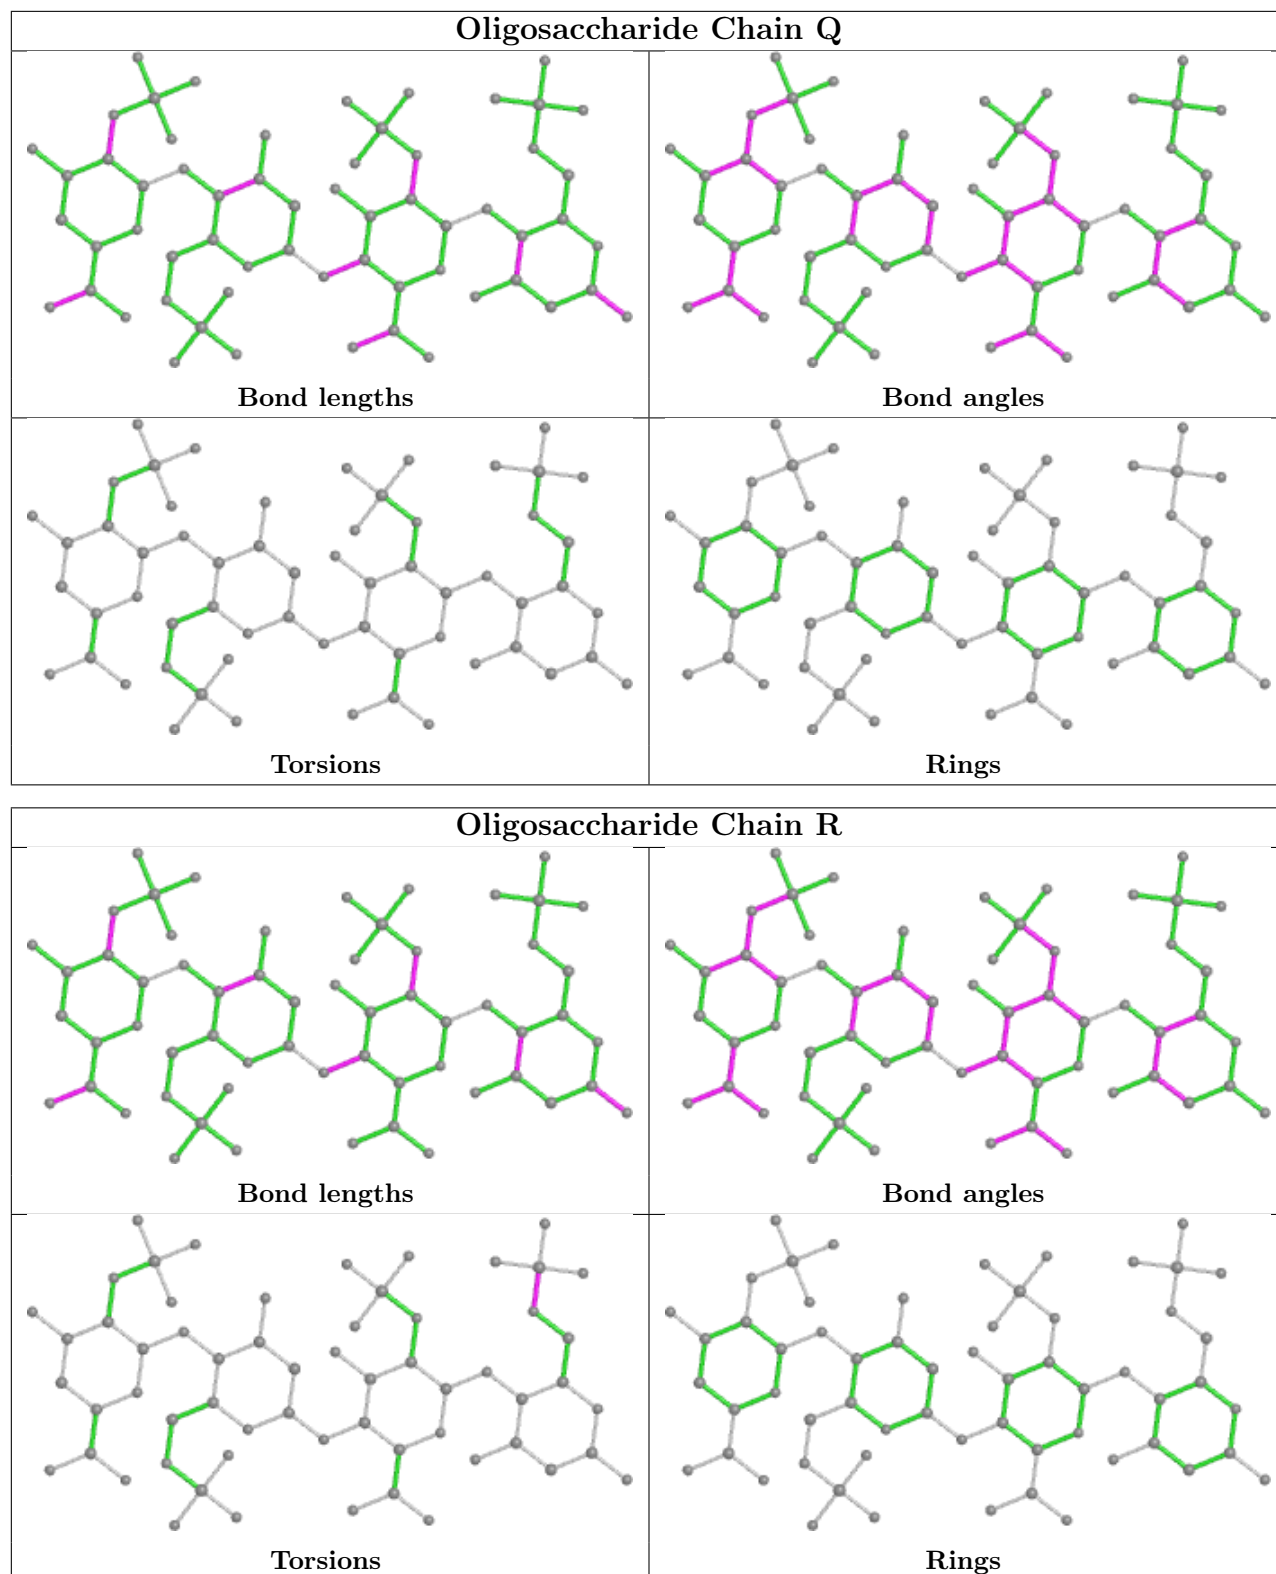 Oligosaccharide Chain Q
Bond lengths
Bond angles
Torsions
Rings
Oligosaccharide Chain R
Bond lengths
Bond angles
Torsions
Rings